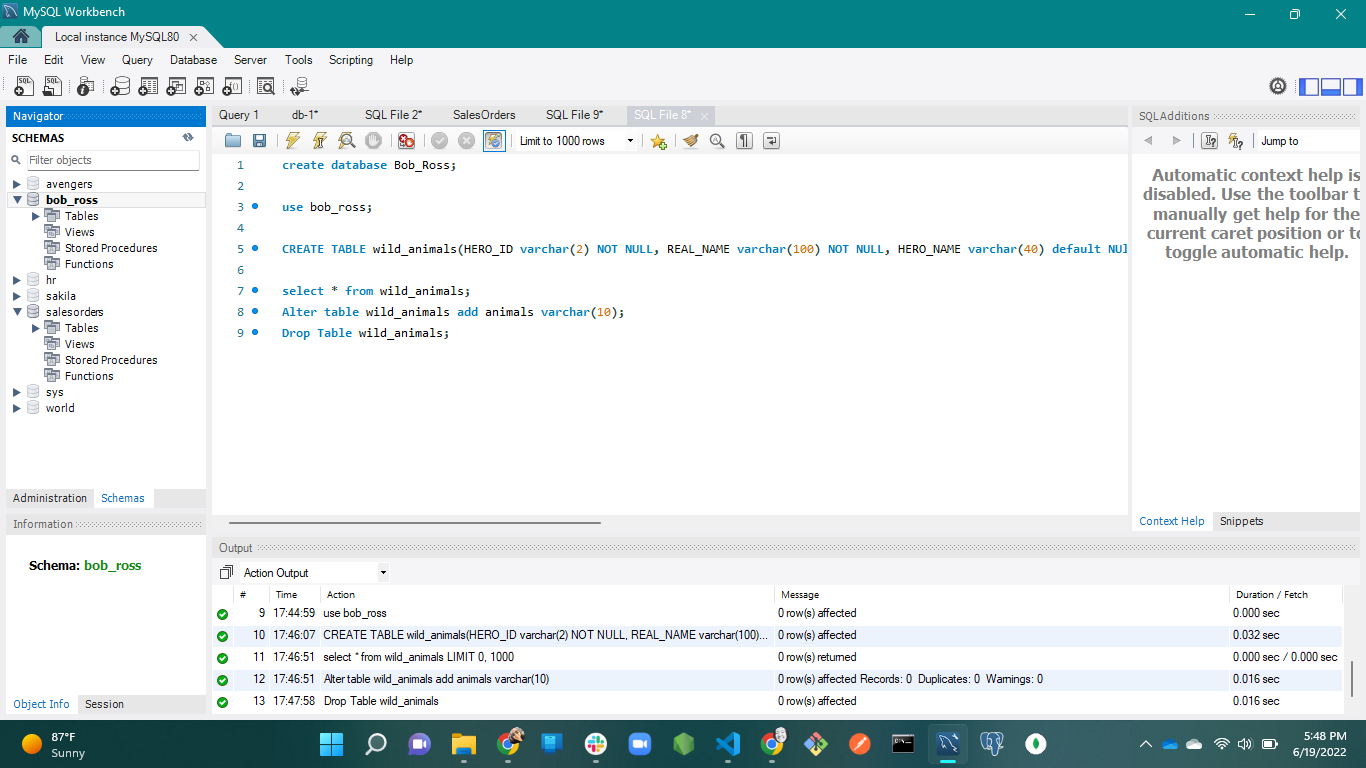 MySQL Workbench
Local instance MySQL80
File Edit View Query Database Server Tools Scripting Help
Navigator
SCHEMAS
Filter objects
avengers
bob_ross
Tables
Views
Stored Procedures
Functions
hr
sakila
salesorders
Tables
Views
Stored Procedures
Functions
sys
world
Administration Schemas
Information
Schema: bob_ross
Object Info Session
Query 1 db-1* SQL File 2* SalesOrders SQL File 9* SQL File 8*
Limit to 1000 rows
1 create database Bob_Ross;
2
3 use bob_ross;
4
5 CREATE TABLE wild_animals(HERO_ID varchar(2) NOT NULL, REAL_NAME varchar(100) NOT NULL, HERO_NAME varchar(40) default NUL
6
7 select * from wild_animals;
8 Alter table wild_animals add animals varchar(10);
9 Drop Table wild_animals;
SQLAdditions
Jump to
Automatic context help is
disabled. Use the toolbar t
manually get help for the
current caret position or to
toggle automatic help.
Context Help Snippets
Output
Action Output
# Time Action Message Duration / Fetch
9 17:44:59 use bob_ross 0 row(s) affected 0.000 sec
10 17:46:07 CREATE TABLE wild_animals(HERO_ID varchar(2) NOT NULL, REAL_NAME varchar(100)... 0 row(s) affected 0.032 sec
11 17:46:51 select * from wild_animals LIMIT 0, 1000 0 row(s) returned 0.000 sec / 0.000 sec
12 17:46:51 Alter table wild_animals add animals varchar(10) 0 row(s) affected Records: 0 Duplicates: 0 Warnings: 0 0.016 sec
13 17:47:58 Drop Table wild_animals 0 row(s) affected 0.016 sec
87°F
Sunny
5:48 PM
6/19/2022